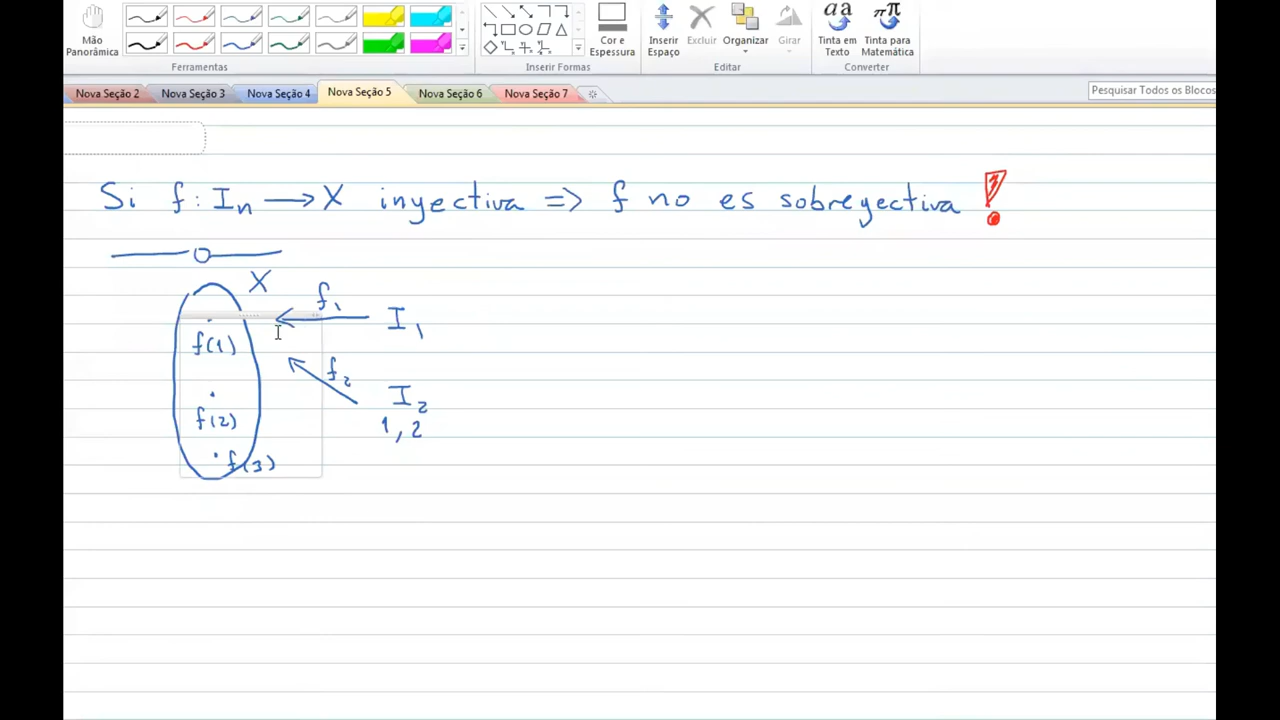 Mão Panorâmica
Ferramentas
Inserir Formas
Cor e Espessura
Inserir Espaço
Excluir
Organizar
Girar
Editar
aa
Tinta em Texto
ππ
Tinta para Matemática
Converter
Nova Seção 2
Nova Seção 3
Nova Seção 4
Nova Seção 5
Nova Seção 6
Nova Seção 7
Pesquisar Todos os Blocos
Si f: In → X inyectiva => f no es sobreyectiva !
X
f1
I1
f(1)
f2
I2
f(2)
1, 2
f(3)